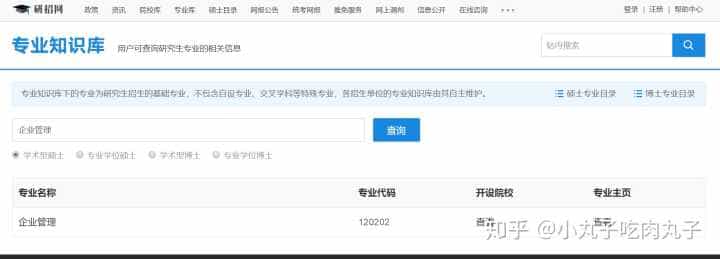 研招网 政策 资讯 院校库 专业库 硕士目录 网报公告 统考网报 推免服务 网上调剂 信息公开 在线咨询 ••• 登录 | 注册 | 帮助中心
专业知识库 用户可查询研究生专业的相关信息 站内搜索
专业知识库下的专业为研究生招生的基础专业,不包含自设专业、交叉学科等特殊专业,各招生单位的专业知识库由其自主维护。 硕士专业目录 博士专业目录
企业管理 查询
学术型硕士 专业学位硕士 学术型博士 专业学位博士
专业名称 专业代码 开设院校 专业主页
企业管理 120202 查看 查看
知乎 @小丸子吃肉丸子